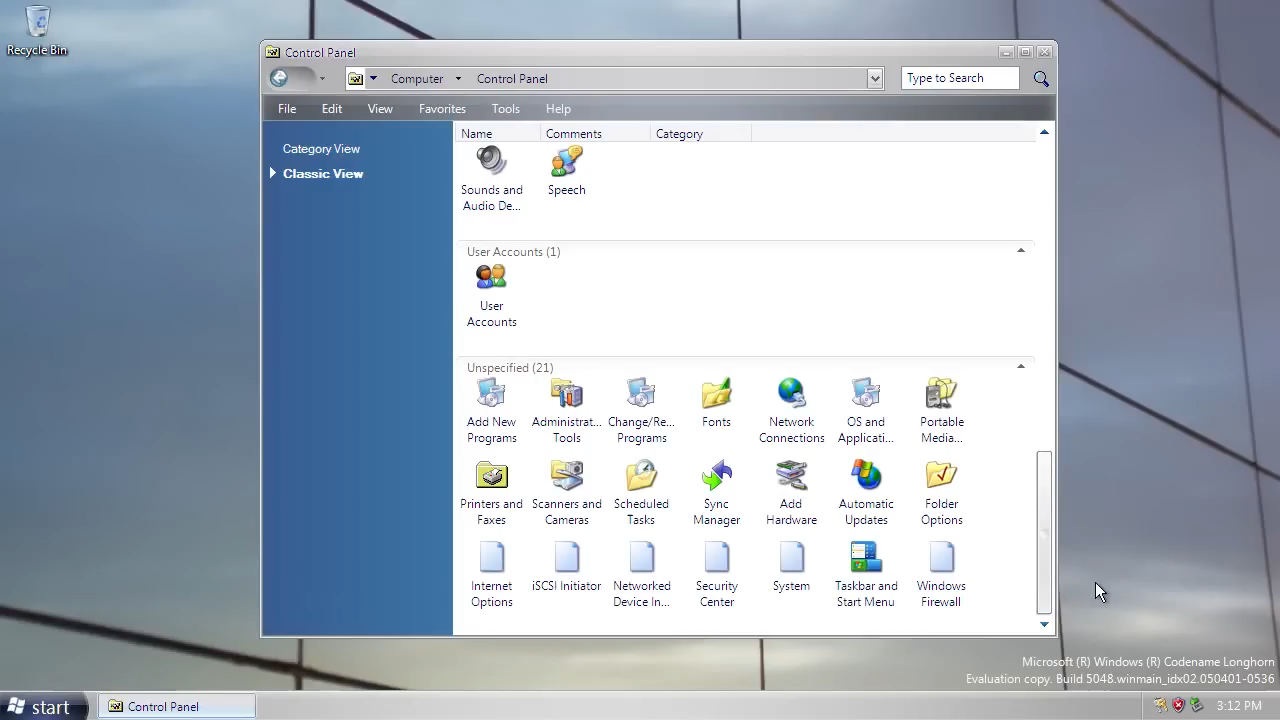 Recycle Bin
Control Panel
Computer
Control Panel
Type to Search
File Edit View Favorites Tools Help
Category View
Classic View
Name Comments Category
Sounds and
Audio De...
Speech
User Accounts (1)
User
Accounts
Unspecified (21)
Add New
Programs
Administrat...
Tools
Change/Re...
Programs
Fonts
Network
Connections
OS and
Applicati...
Portable
Media...
Printers and
Faxes
Scanners and
Cameras
Scheduled
Tasks
Sync
Manager
Add
Hardware
Automatic
Updates
Folder
Options
Internet
Options
iSCSI Initiator
Networked
Device In...
Security
Center
System
Taskbar and
Start Menu
Windows
Firewall
Microsoft (R) Windows (R) Codename Longhorn
Evaluation copy. Build 5048.winmain_idx02.050401-0536
start
Control Panel
3:12 PM